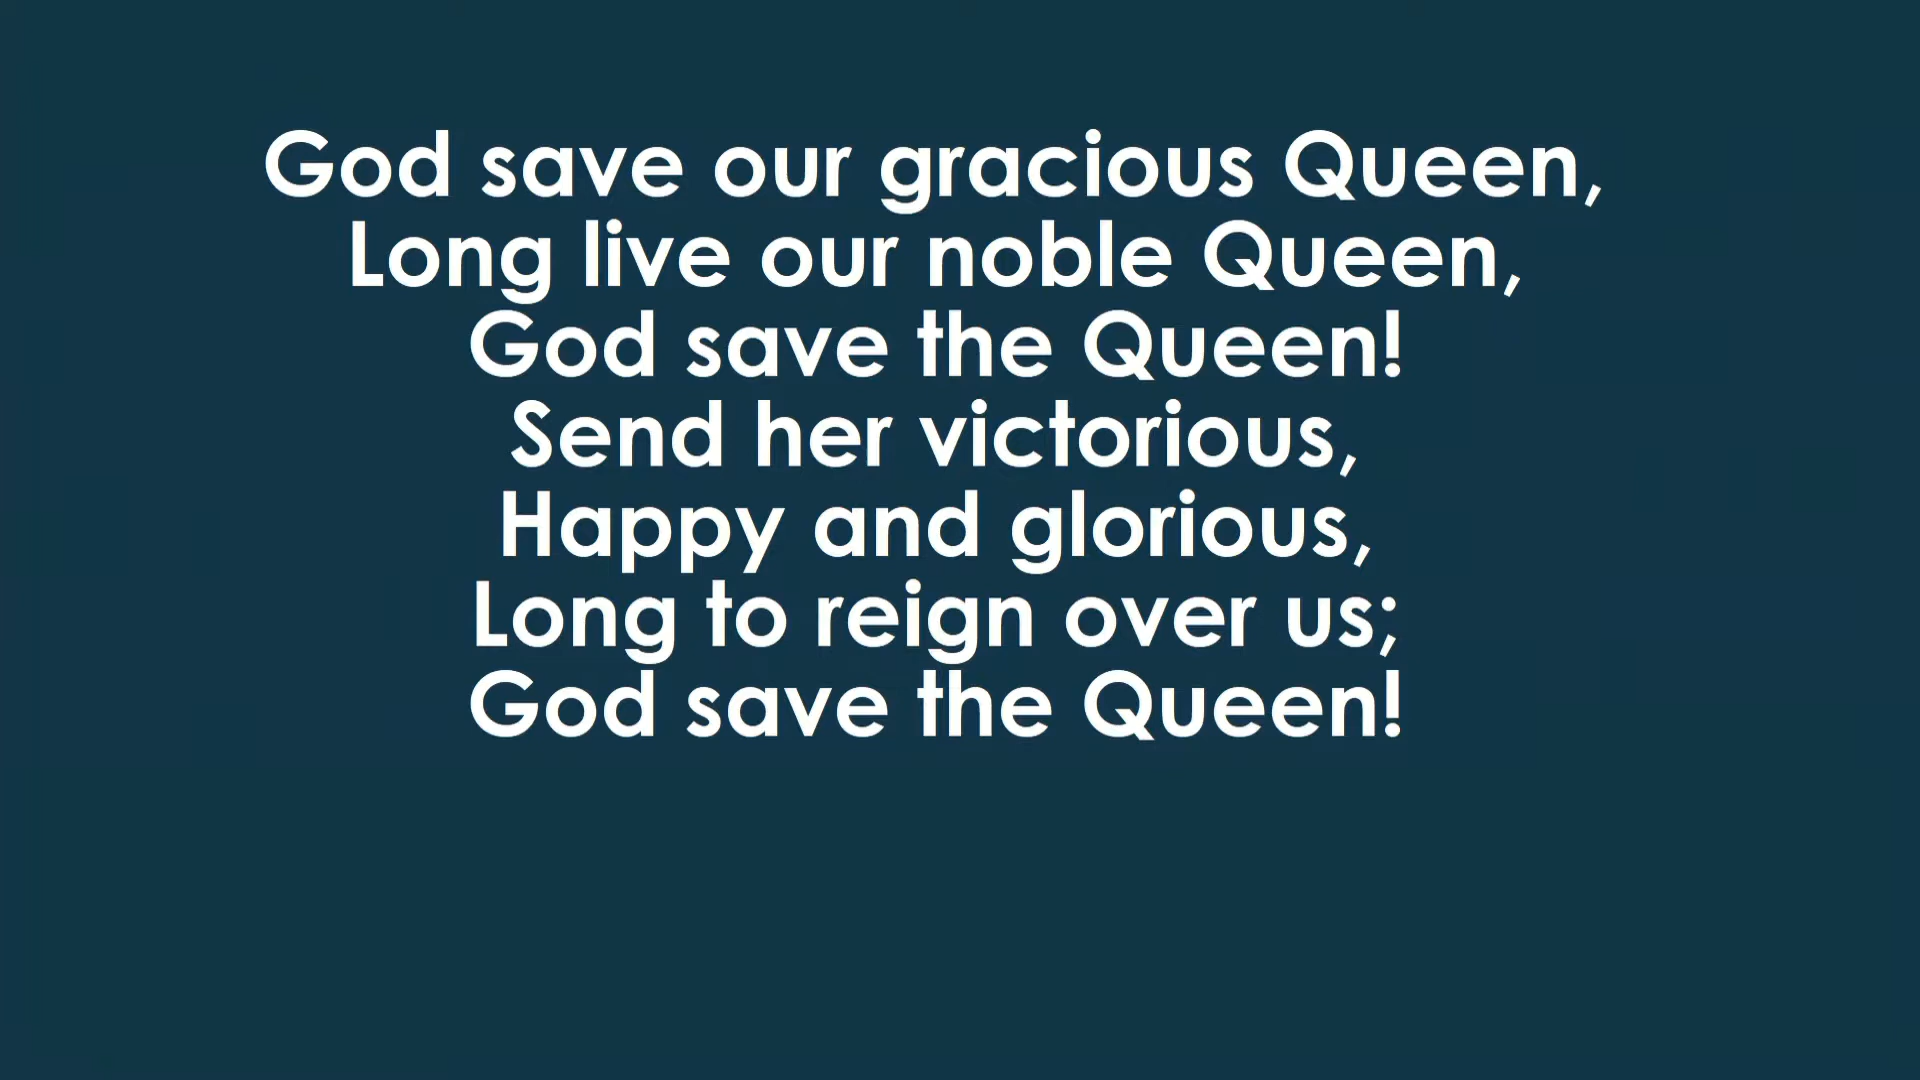 God save our gracious Queen,
Long live our noble Queen,
God save the Queen!
Send her victorious,
Happy and glorious,
Long to reign over us;
God save the Queen!